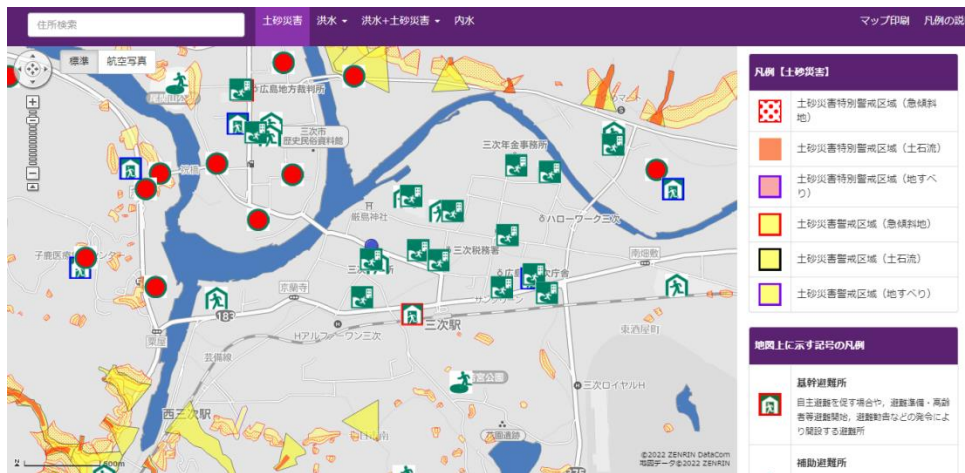 住所検索
土砂災害
洪水
洪水+土砂災害
内水
マップ印刷
凡例の説
標準
航空写真
広島地方裁判所
三次市
歴史民俗資料館
三次年金事務所
厳島神社
ハローワーク三次
三次税務署
南畑敷
京蘭寺
サングリーン
183
三次駅
Hアルファーワン三次
粟屋
芸備線
東酒屋町
三次ロイヤルH
西三次駅
500m
©2022 ZENRIN DataCom
地図データ©2022 ZENRIN
凡例【土砂災害】
土砂災害特別警戒区域（急傾斜
地）
土砂災害特別警戒区域（土石流）
土砂災害特別警戒区域（地すべ
り）
土砂災害警戒区域（急傾斜地）
土砂災害警戒区域（土石流）
土砂災害警戒区域（地すべり）
地図上に示す記号の凡例
基幹避難所
自主避難を促す場合や，避難準備・高齢
者等避難開始，避難勧告などの発令によ
り開設する避難所
補助避難所